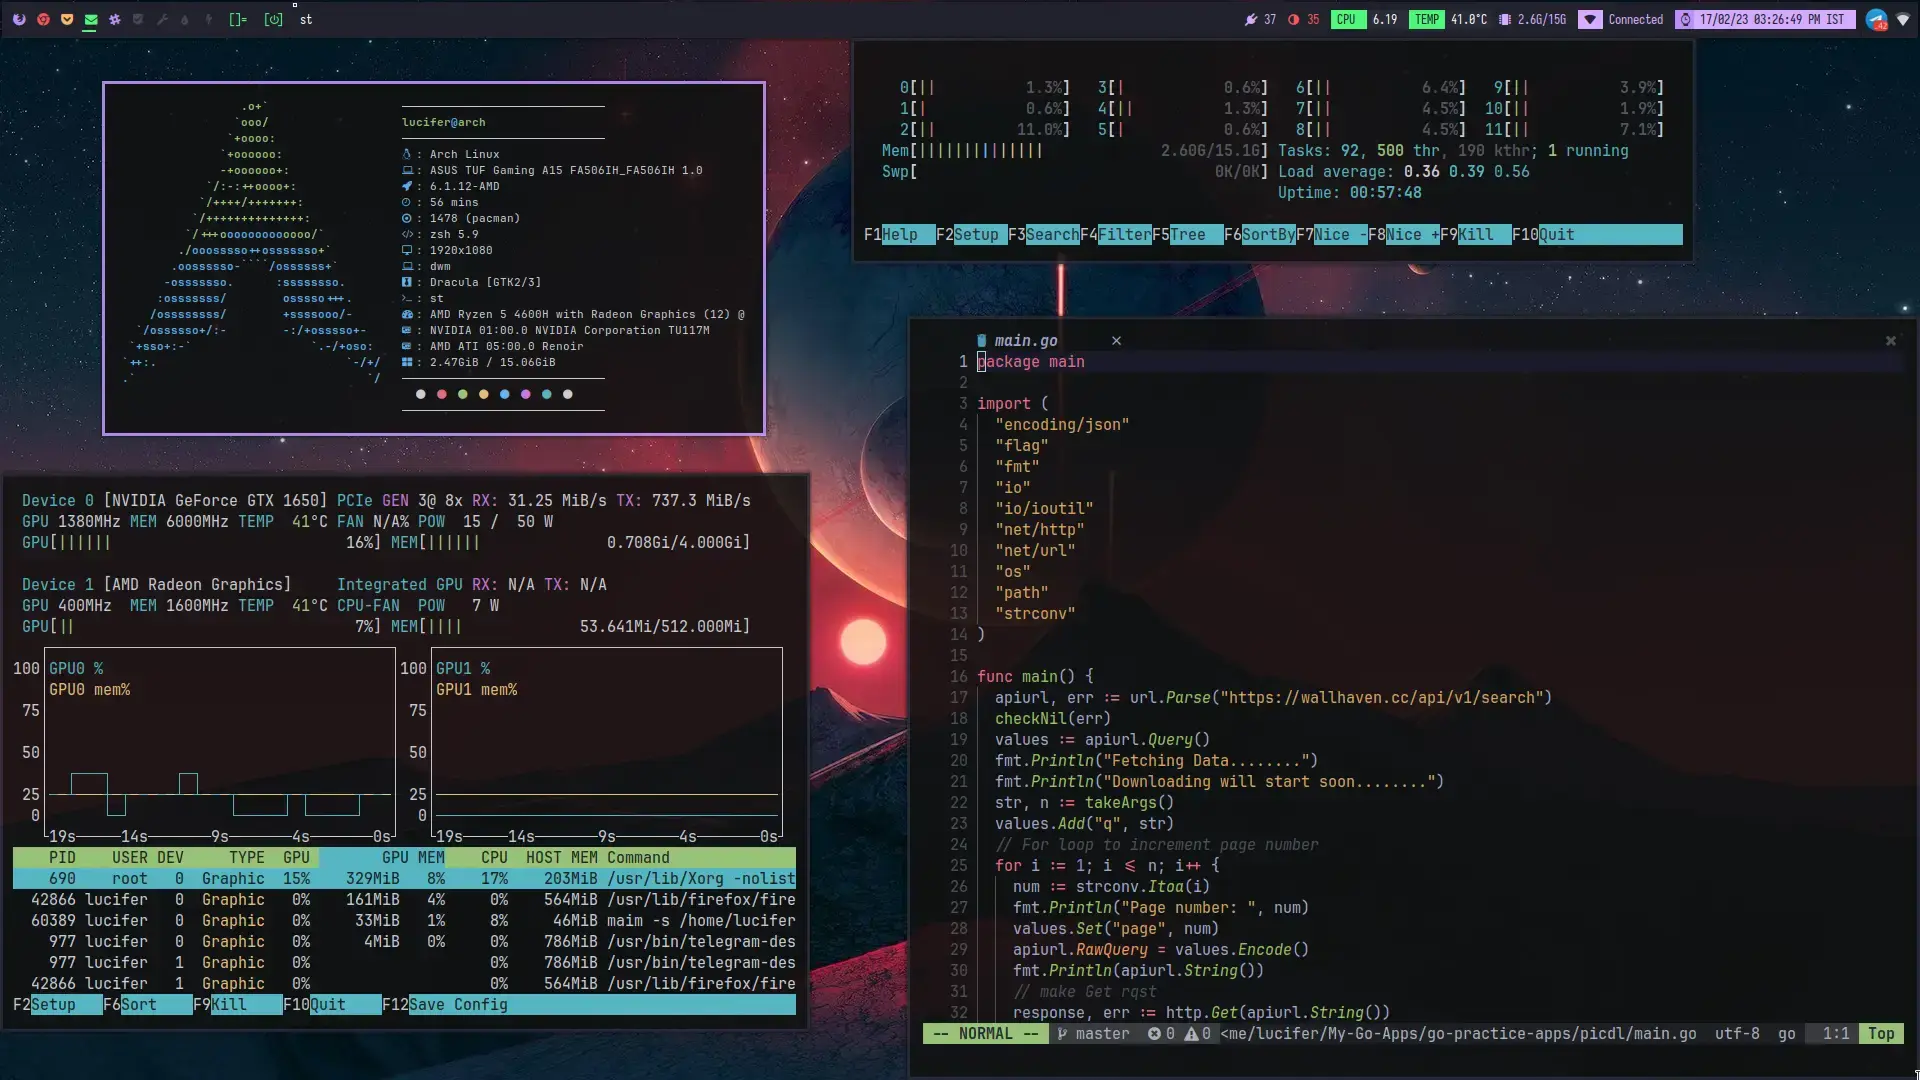 []= [ ] st
37 35 CPU 6.19 TEMP 41.0°C 2.6G/15G Connected 17/02/23 03:26:49 PM IST 42
.o+`
`ooo/
`+oooo:
`+oooooo:
-+oooooo+:
`/:-:++oooo+:
`/++++/+++++++:
`/++++++++++++++:
`/+++ooooooooooooo/`
./ooosssso++osssssso+`
.oossssso-````/ossssss+`
-osssssso. :ssssssso.
:osssssss/ osssso+++.
/ossssssss/ +ssssooo/-
`/ossssso+/:- -:/+osssso+-
`+sso+:-` `.-/+oso:
`++:. `-/+/
.` `/
lucifer@arch
: Arch Linux
: ASUS TUF Gaming A15 FA506IH_FA506IH 1.0
: 6.1.12-AMD
: 56 mins
: 1478 (pacman)
: zsh 5.9
: 1920x1080
: dwm
: Dracula [GTK2/3]
: st
: AMD Ryzen 5 4600H with Radeon Graphics (12) @
: NVIDIA 01:00.0 NVIDIA Corporation TU117M
: AMD ATI 05:00.0 Renoir
: 2.47GiB / 15.06GiB
0[|| 1.3%] 3[| 0.6%] 6[|| 6.4%] 9[|| 3.9%]
1[| 0.6%] 4[|| 1.3%] 7[|| 4.5%] 10[|| 1.9%]
2[|| 11.0%] 5[| 0.6%] 8[|| 4.5%] 11[|| 7.1%]
Mem[|||||||||||||| 2.60G/15.1G] Tasks: 92, 500 thr, 190 kthr; 1 running
Swp[ 0K/0K] Load average: 0.36 0.39 0.56
Uptime: 00:57:48
F1Help F2Setup F3SearchF4FilterF5Tree F6SortByF7Nice -F8Nice +F9Kill F10Quit
Device 0 [NVIDIA GeForce GTX 1650] PCIe GEN 3@ 8x RX: 31.25 MiB/s TX: 737.3 MiB/s
GPU 1380MHz MEM 6000MHz TEMP 41°C FAN N/A% POW 15 / 50 W
GPU[|||||| 16%] MEM[|||||| 0.708Gi/4.000Gi]
Device 1 [AMD Radeon Graphics] Integrated GPU RX: N/A TX: N/A
GPU 400MHz MEM 1600MHz TEMP 41°C CPU-FAN POW 7 W
GPU[|| 7%] MEM[|||| 53.641Mi/512.000Mi]
100 GPU0 % 100 GPU1 %
GPU0 mem% GPU1 mem%
75 75
50 50
25 25
0 0
19s 14s 9s 4s 0s 19s 14s 9s 4s 0s
PID USER DEV TYPE GPU GPU MEM CPU HOST MEM Command
690 root 0 Graphic 15% 329MiB 8% 17% 203MiB /usr/lib/Xorg -nolist
42866 lucifer 0 Graphic 0% 161MiB 4% 0% 564MiB /usr/lib/firefox/fire
60389 lucifer 0 Graphic 0% 33MiB 1% 8% 46MiB maim -s /home/lucifer
977 lucifer 0 Graphic 0% 4MiB 0% 0% 786MiB /usr/bin/telegram-des
977 lucifer 1 Graphic 0% 0% 786MiB /usr/bin/telegram-des
42866 lucifer 1 Graphic 0% 0% 564MiB /usr/lib/firefox/fire
F2Setup F6Sort F9Kill F10Quit F12Save Config
main.go
1 package main
2
3 import (
4 "encoding/json"
5 "flag"
6 "fmt"
7 "io"
8 "io/ioutil"
9 "net/http"
10 "net/url"
11 "os"
12 "path"
13 "strconv"
14 )
15
16 func main() {
17 apiurl, err := url.Parse("https://wallhaven.cc/api/v1/search")
18 checkNil(err)
19 values := apiurl.Query()
20 fmt.Println("Fetching Data........")
21 fmt.Println("Downloading will start soon........")
22 str, n := takeArgs()
23 values.Add("q", str)
24 // For loop to increment page number
25 for i := 1; i <= n; i++ {
26 num := strconv.Itoa(i)
27 fmt.Println("Page number: ", num)
28 values.Set("page", num)
29 apiurl.RawQuery = values.Encode()
30 fmt.Println(apiurl.String())
31 // make Get rqst
32 response, err := http.Get(apiurl.String())
-- NORMAL -- master 0 0 <me/lucifer/My-Go-Apps/go-practice-apps/picdl/main.go utf-8 go 1:1 Top